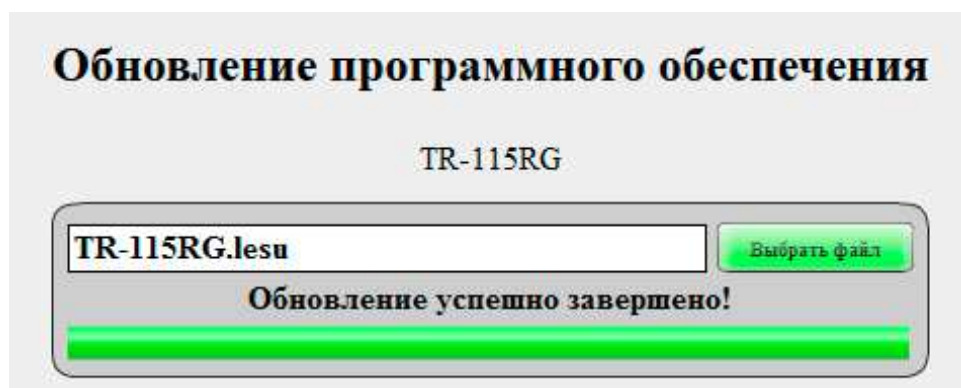 Обновление программного обеспечения
TR-115RG
TR-115RG.lesu
Выбрать файл
Обновление успешно завершено!